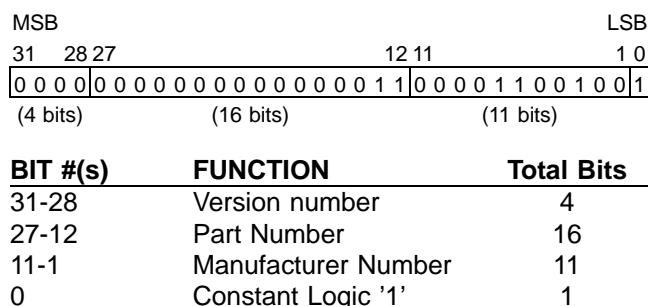 MSB LSB
31 28 27 12 11 1 0
0 0 0 0 0 0 0 0 0 0 0 0 0 0 0 0 0 0 1 1 0 0 0 0 1 1 0 0 1 0 0 1
(4 bits) (16 bits) (11 bits)
BIT #(s) FUNCTION Total Bits
31-28 Version number 4
27-12 Part Number 16
11-1 Manufacturer Number 11
0 Constant Logic '1' 1